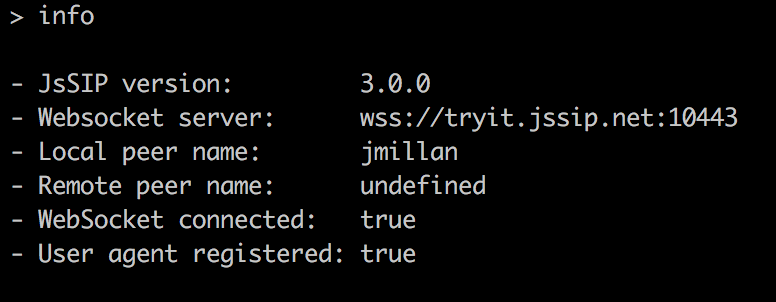 > info
- JsSIP version: 3.0.0
- Websocket server: wss://tryit.jssip.net:10443
- Local peer name: jmillan
- Remote peer name: undefined
- WebSocket connected: true
- User agent registered: true